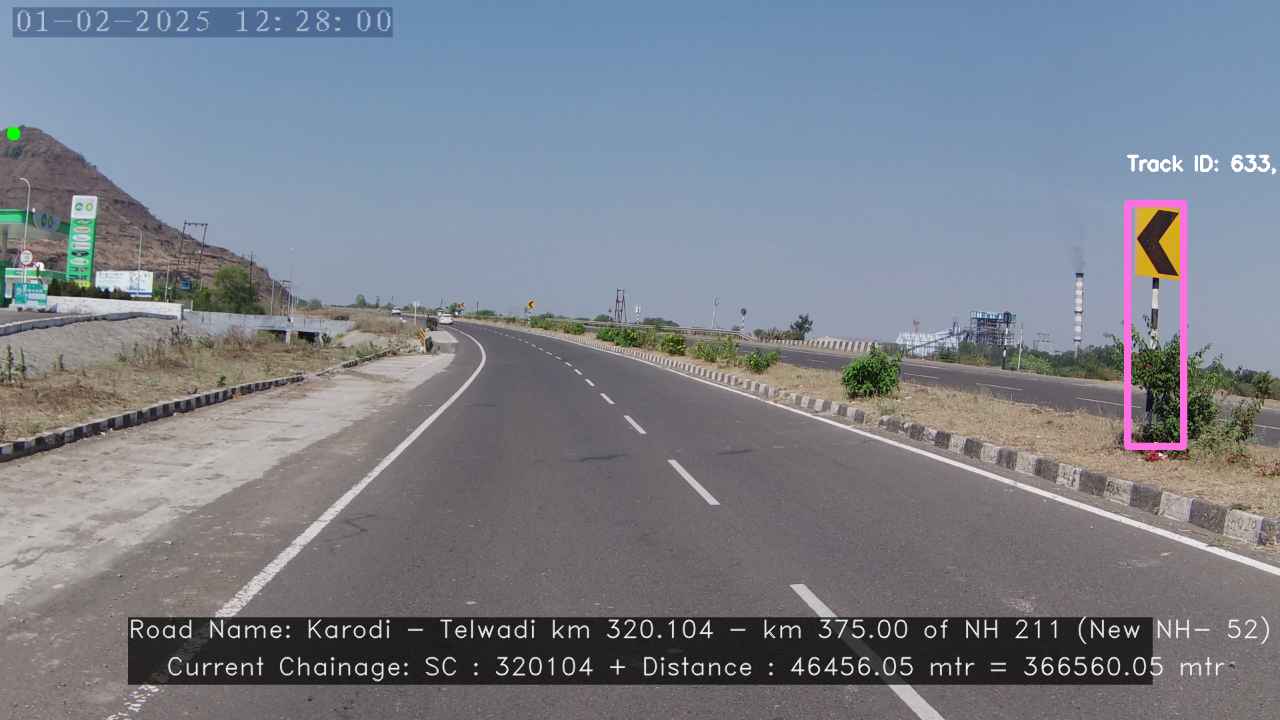 01-02-2025 12:28:00
Track ID: 633,
Road Name: Karodi - Telwadi km 320.104 - km 375.00 of NH 211 (New NH- 52)
Current Chainage: SC : 320104 + Distance : 46456.05 mtr = 366560.05 mtr